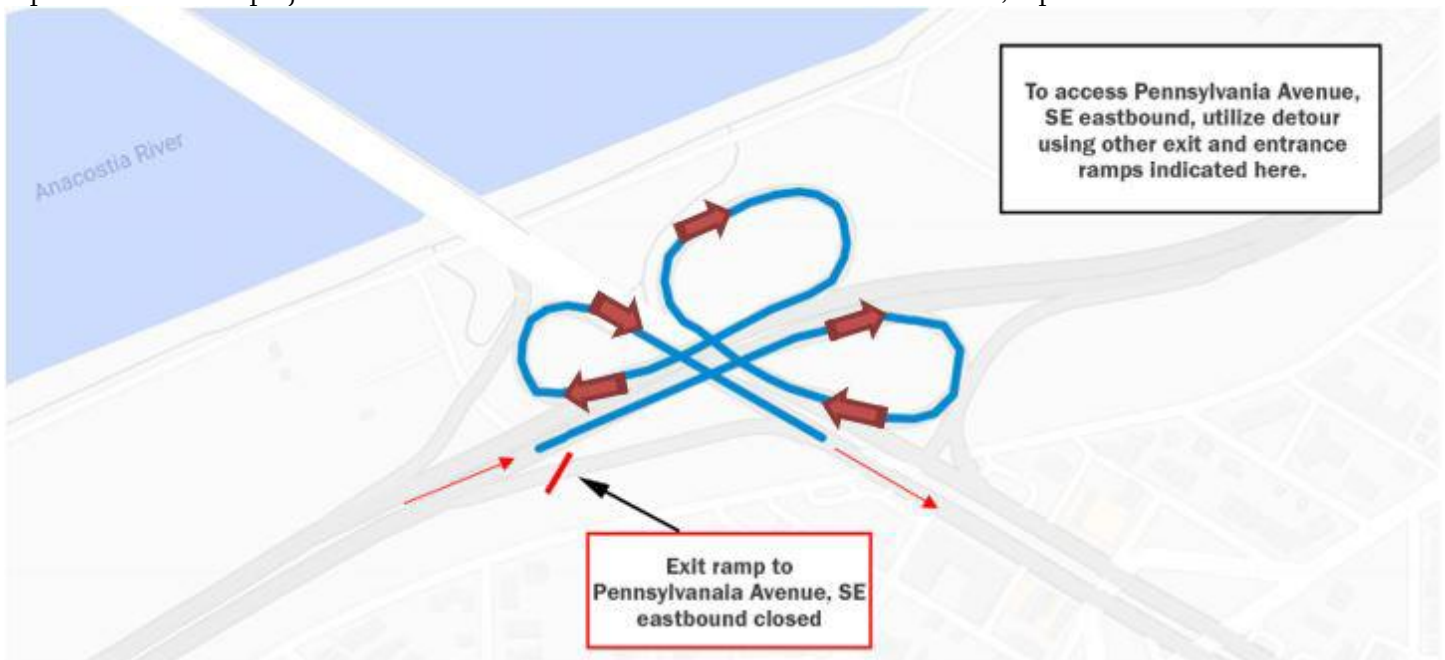 To access Pennsylvania Avenue,
SE eastbound, utilize detour
using other exit and entrance
ramps indicated here.
Anacostia River
Exit ramp to
Pennsylvanaia Avenue, SE
eastbound closed